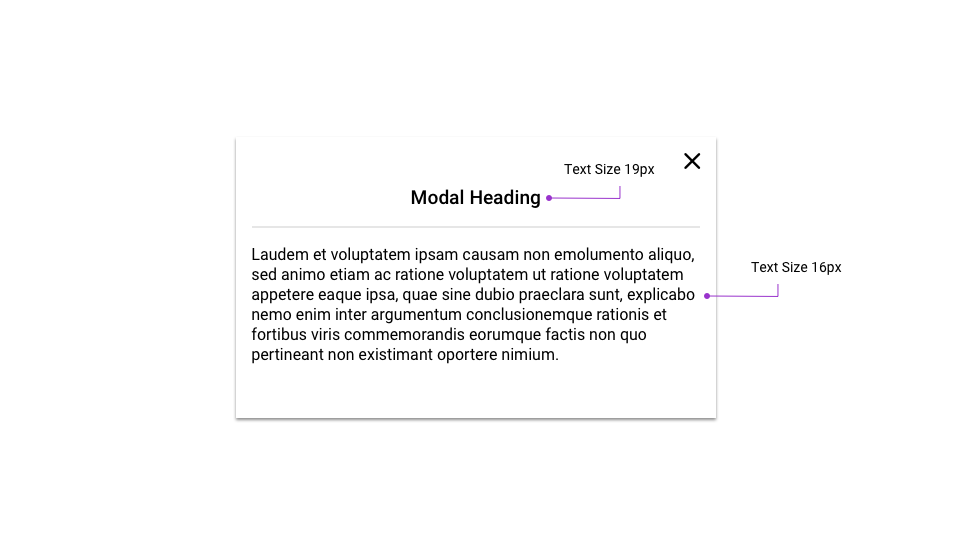 Text Size 19px
Modal Heading
Laudem et voluptatem ipsam causam non emolumento aliquo,
sed animo etiam ac ratione voluptatem ut ratione voluptatem
appetere eaque ipsa, quae sine dubio praeclara sunt, explicabo
nemo enim inter argumentum conclusionemque rationis et
fortibus viris commemorandis eorumque factis non quo
pertineant non existimant oportere nimium.
Text Size 16px